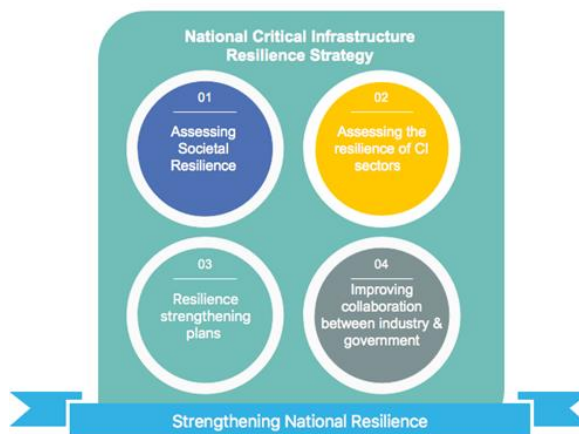 National Critical Infrastructure
Resilience Strategy
01
Assessing
Societal
Resilience
02
Assessing the
resilience of CI
sectors
03
Resilience
strengthening
plans
04
Improving
collaboration
between industry &
government
Strengthening National Resilience